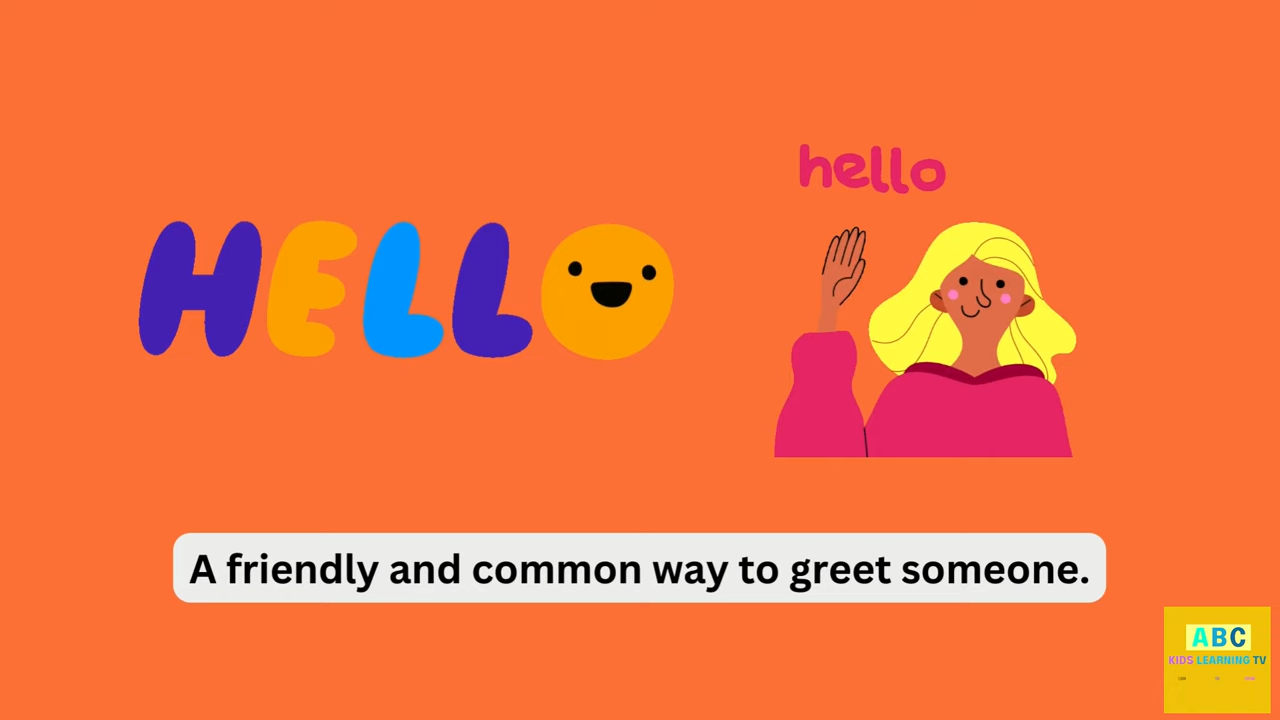 HELLO
hello
A friendly and common way to greet someone.
ABC
KIDS LEARNING TV